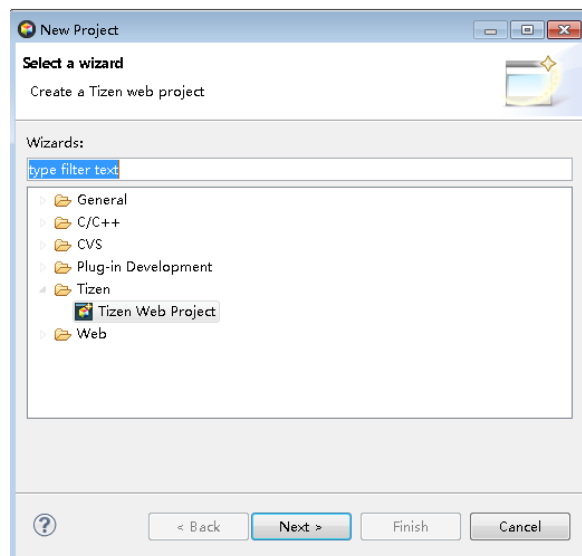 New Project
Select a wizard
Create a Tizen web project
Wizards:
type filter text
General
C/C++
CVS
Plug-in Development
Tizen
Tizen Web Project
Web
?
< Back Next > Finish Cancel